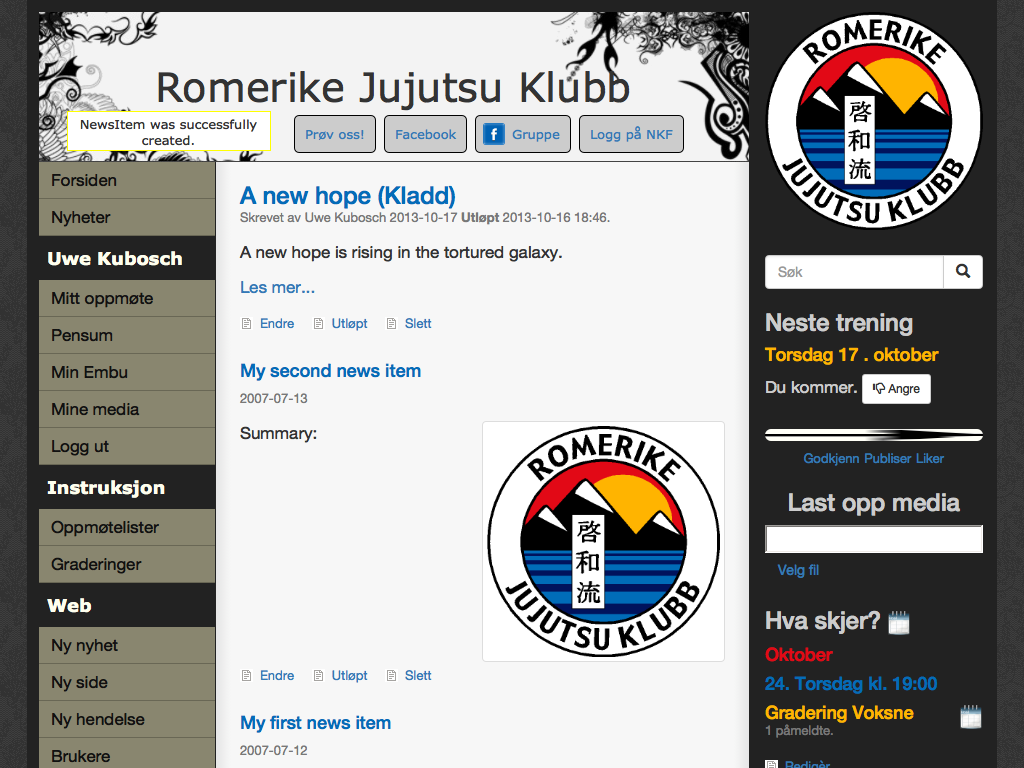 Romerike Jujutsu Klubb
NewsItem was successfully
created.
Prøv oss!
Facebook
f Gruppe
Logg på NKF
Forsiden
Nyheter
Uwe Kubosch
Mitt oppmøte
Pensum
Min Embu
Mine media
Logg ut
Instruksjon
Oppmøtelister
Graderinger
Web
Ny nyhet
Ny side
Ny hendelse
Brukere
A new hope (Kladd)
Skrevet av Uwe Kubosch 2013-10-17 Utløpt 2013-10-16 18:46.
A new hope is rising in the tortured galaxy.
Les mer...
Endre Utløpt Slett
My second news item
2007-07-13
Summary:
ROMERIKE
啓
和
流
JUJUTSU KLUBB
Endre Utløpt Slett
My first news item
2007-07-12
ROMERIKE
啓
和
流
JUJUTSU KLUBB
Søk
Neste trening
Torsdag 17 . oktober
Du kommer. Angre
Godkjenn Publiser Liker
Last opp media
Velg fil
Hva skjer?
Oktober
24. Torsdag kl. 19:00
Gradering Voksne
1 påmeldte.
Redigèr